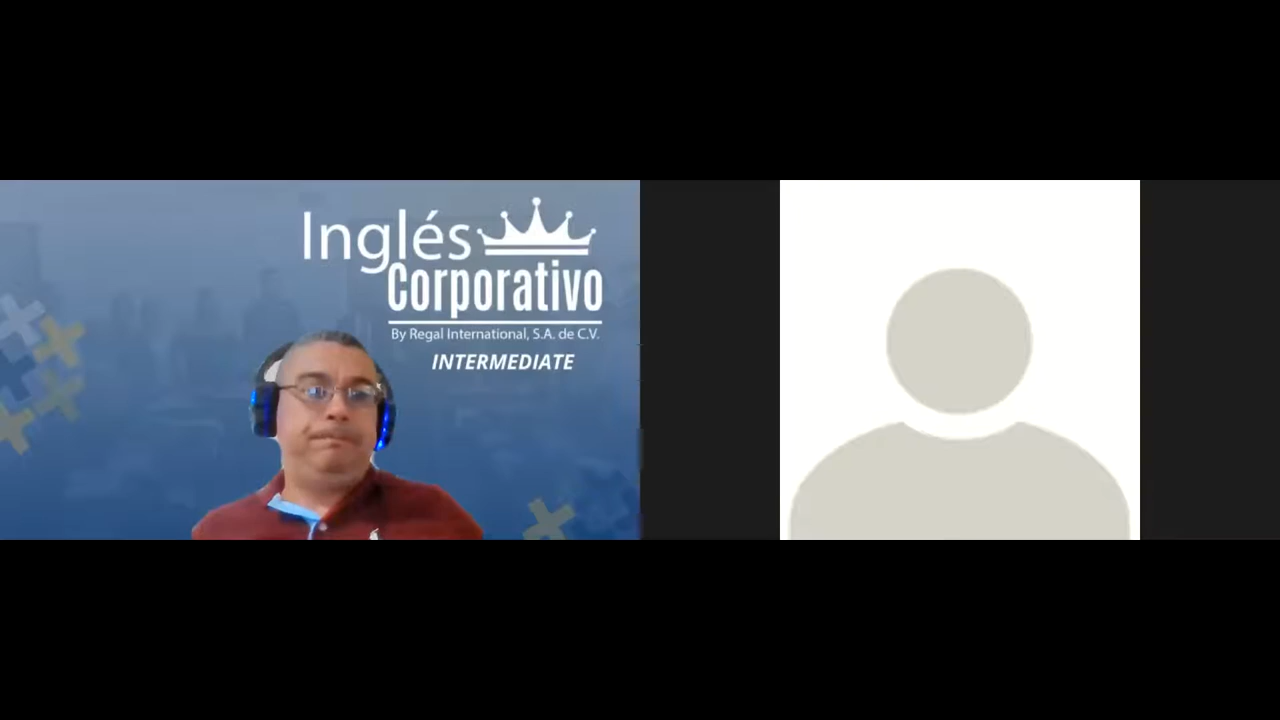 Inglés
Corporativo
By Regal International, S.A. de C.V.
INTERMEDIATE